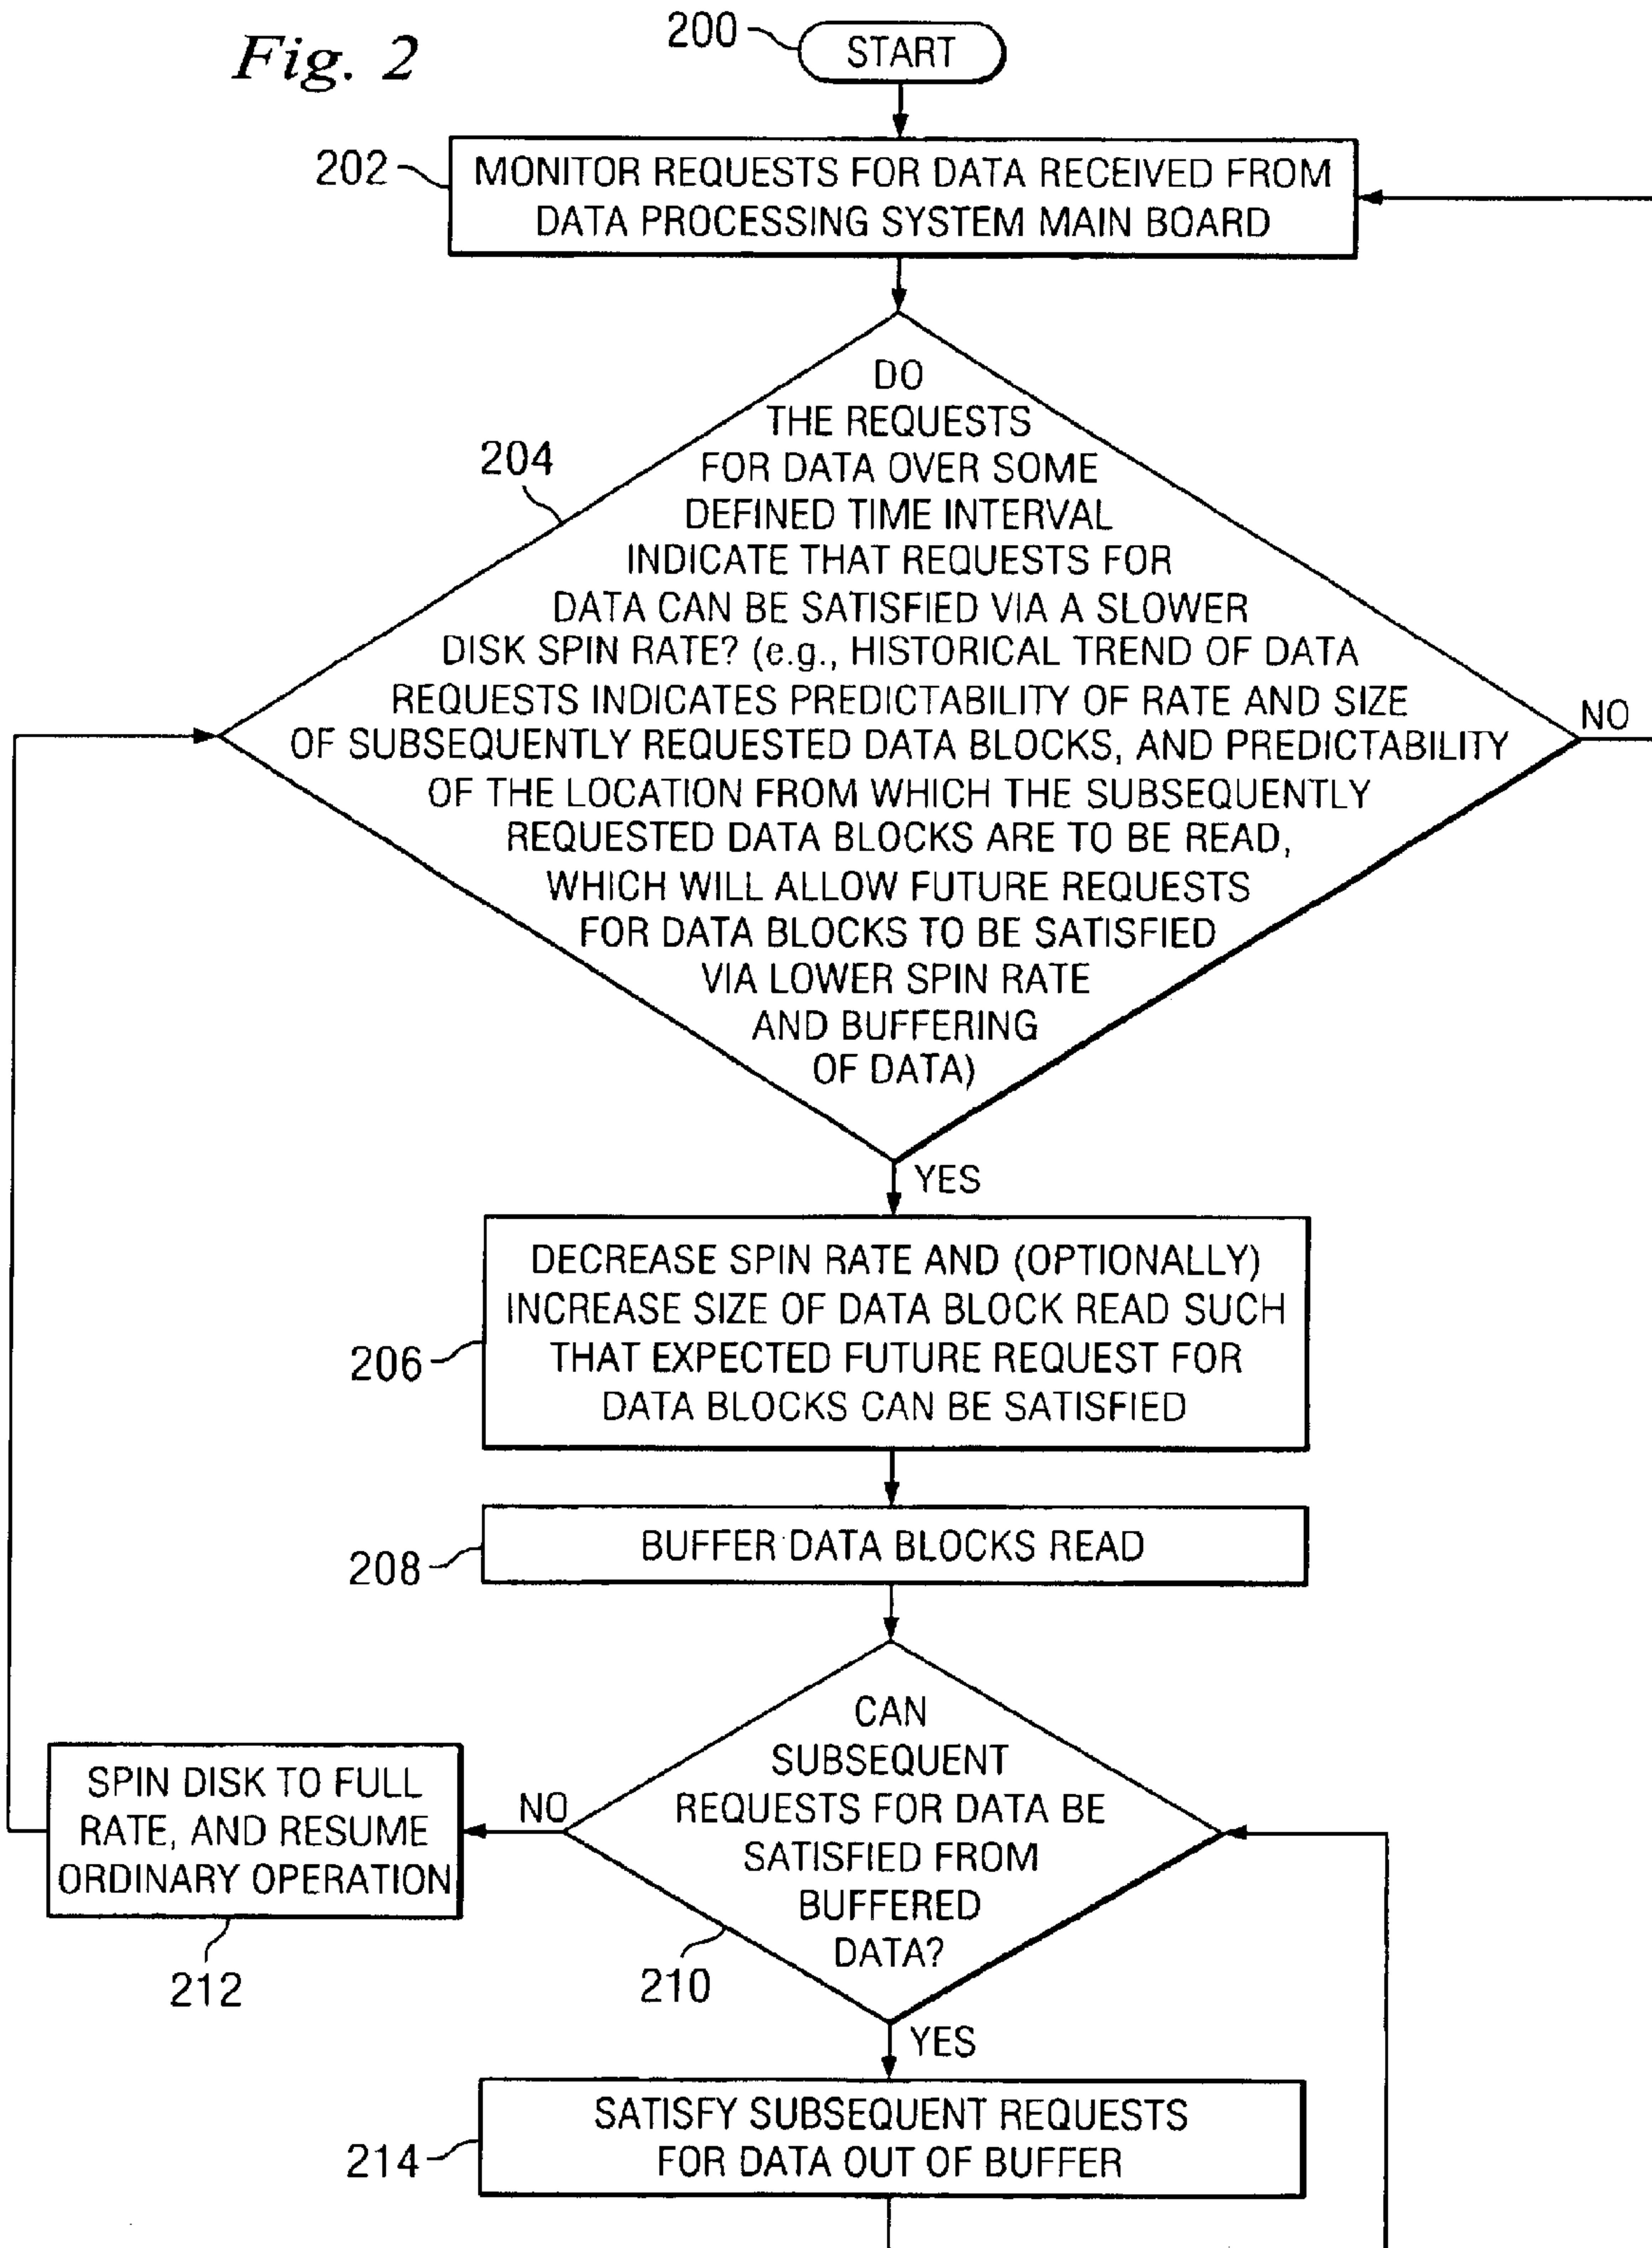 Fig. 2
200
START
202
MONITOR REQUESTS FOR DATA RECEIVED FROM
DATA PROCESSING SYSTEM MAIN BOARD
204
DO
THE REQUESTS
FOR DATA OVER SOME
DEFINED TIME INTERVAL
INDICATE THAT REQUESTS FOR
DATA CAN BE SATISFIED VIA A SLOWER
DISK SPIN RATE? (e.g., HISTORICAL TREND OF DATA
REQUESTS INDICATES PREDICTABILITY OF RATE AND SIZE
OF SUBSEQUENTLY REQUESTED DATA BLOCKS, AND PREDICTABILITY
OF THE LOCATION FROM WHICH THE SUBSEQUENTLY
REQUESTED DATA BLOCKS ARE TO BE READ,
WHICH WILL ALLOW FUTURE REQUESTS
FOR DATA BLOCKS TO BE SATISFIED
VIA LOWER SPIN RATE
AND BUFFERING
OF DATA)
NO
YES
206
DECREASE SPIN RATE AND (OPTIONALLY)
INCREASE SIZE OF DATA BLOCK READ SUCH
THAT EXPECTED FUTURE REQUEST FOR
DATA BLOCKS CAN BE SATISFIED
208
BUFFER DATA BLOCKS READ
CAN
SUBSEQUENT
REQUESTS FOR DATA BE
SATISFIED FROM
BUFFERED
DATA?
210
NO
SPIN DISK TO FULL
RATE, AND RESUME
ORDINARY OPERATION
212
YES
214
SATISFY SUBSEQUENT REQUESTS
FOR DATA OUT OF BUFFER